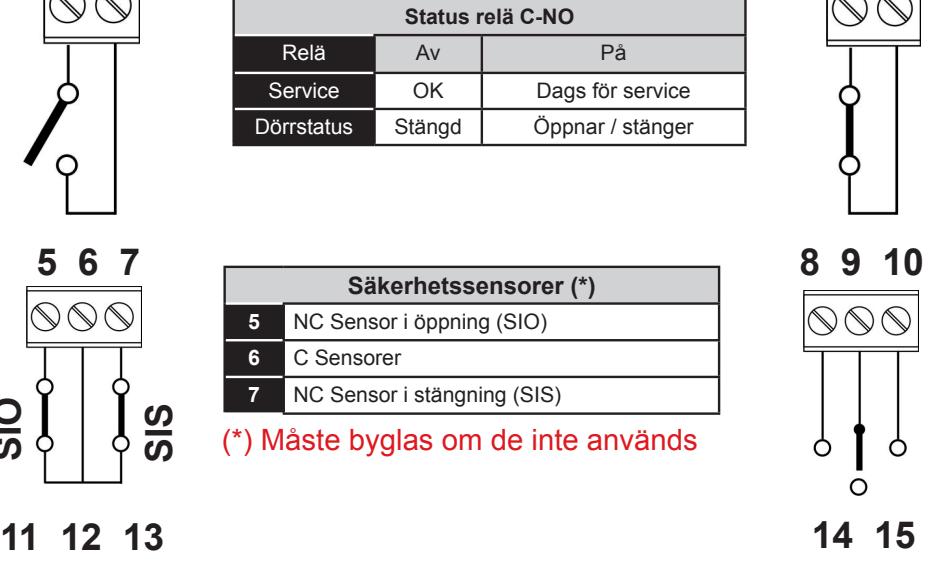 Status relä C-NO
Relä Av På
Service OK Dags för service
Dörrstatus Stängd Öppnar / stänger
5 6 7
8 9 10
Säkerhetssensorer (*)
5 NC Sensor i öppning (SIO)
6 C Sensorer
7 NC Sensor i stängning (SIS)
SIO
SIS
(*) Måste byglas om de inte används
11 12 13
14 15